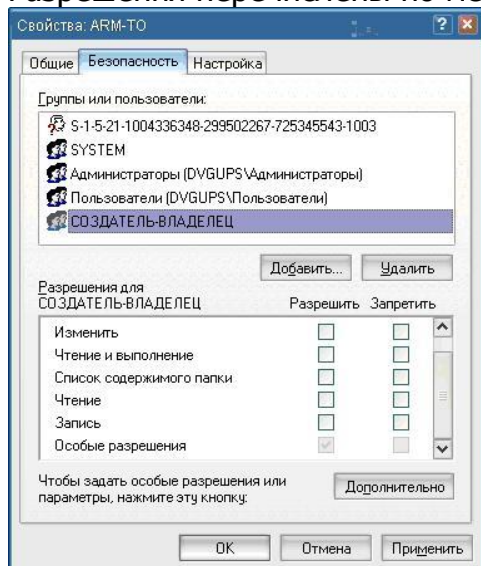 Свойства: ARM-TO
Общие Безопасность Настройка
Группы или пользователи:
S-1-5-21-1004336348-299502267-725345543-1003
SYSTEM
Администраторы (DVGUPS\Администраторы)
Пользователи (DVGUPS\Пользователи)
СОЗДАТЕЛЬ-ВЛАДЕЛЕЦ
Добавить... Удалить
Разрешения для
СОЗДАТЕЛЬ-ВЛАДЕЛЕЦ Разрешить Запретить
Изменить
Чтение и выполнение
Список содержимого папки
Чтение
Запись
Особые разрешения
Чтобы задать особые разрешения или
параметры, нажмите эту кнопку:
Дополнительно
ОК Отмена Применить